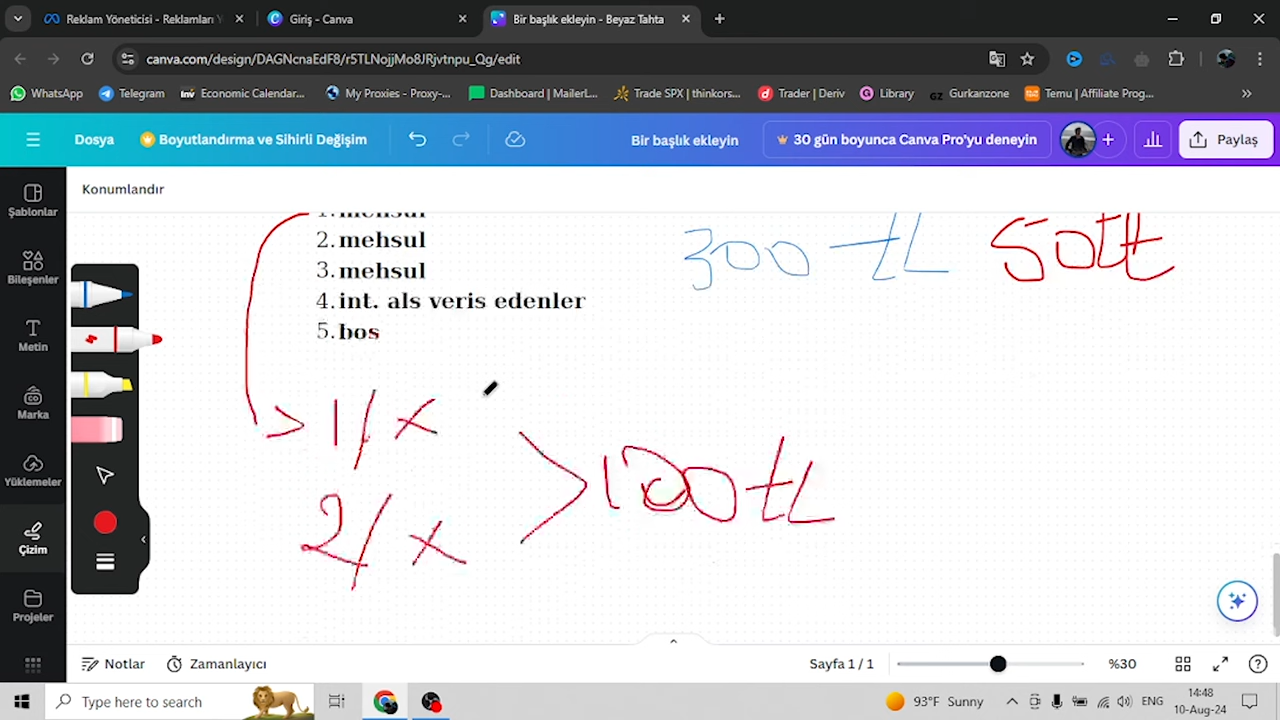 Reklam Yöneticisi - Reklamları Y
Giriş - Canva
Bir başlık ekleyin - Beyaz Tahta
canva.com/design/DAGNcnaEdF8/r5TLNojjMo8JRjvtnpu_Qg/edit
WhatsApp
Telegram
Economic Calendar...
My Proxies - Proxy-...
Dashboard | MailerL...
Trade SPX | thinkors...
Trader | Deriv
Library
Gurkanzone
Temu | Affiliate Prog...
Dosya
Boyutlandırma ve Sihirli Değişim
Bir başlık ekleyin
30 gün boyunca Canva Pro'yu deneyin
Paylaş
Konumlandır
Şablonlar
Bileşenler
Metin
Marka
Yüklemeler
Çizim
Projeler
1. mehsul
2. mehsul
3. mehsul
4. int. als veris edenler
5. bos
300 tL
50tL
1/x
2/x
100tL
Notlar
Zamanlayıcı
Sayfa 1 / 1
%30
Type here to search
93°F Sunny
ENG
14:48
10-Aug-24